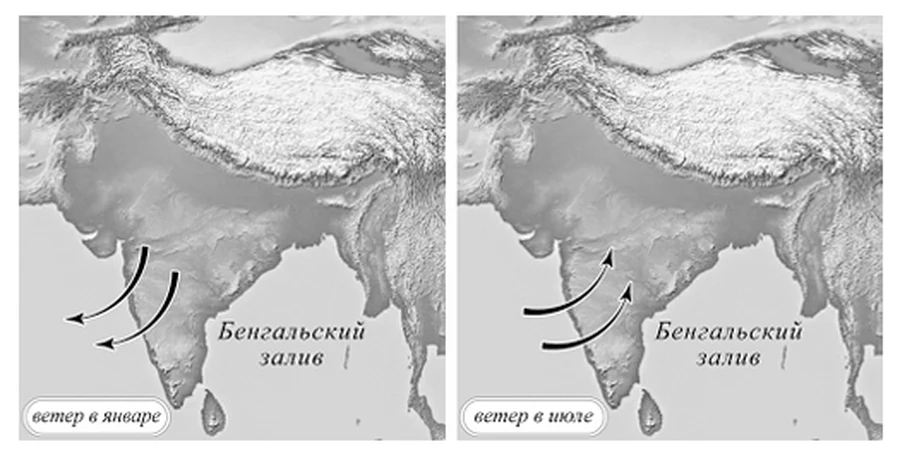 Бенгальский
залив
ветер в январе
Бенгальский
залив
ветер в июле